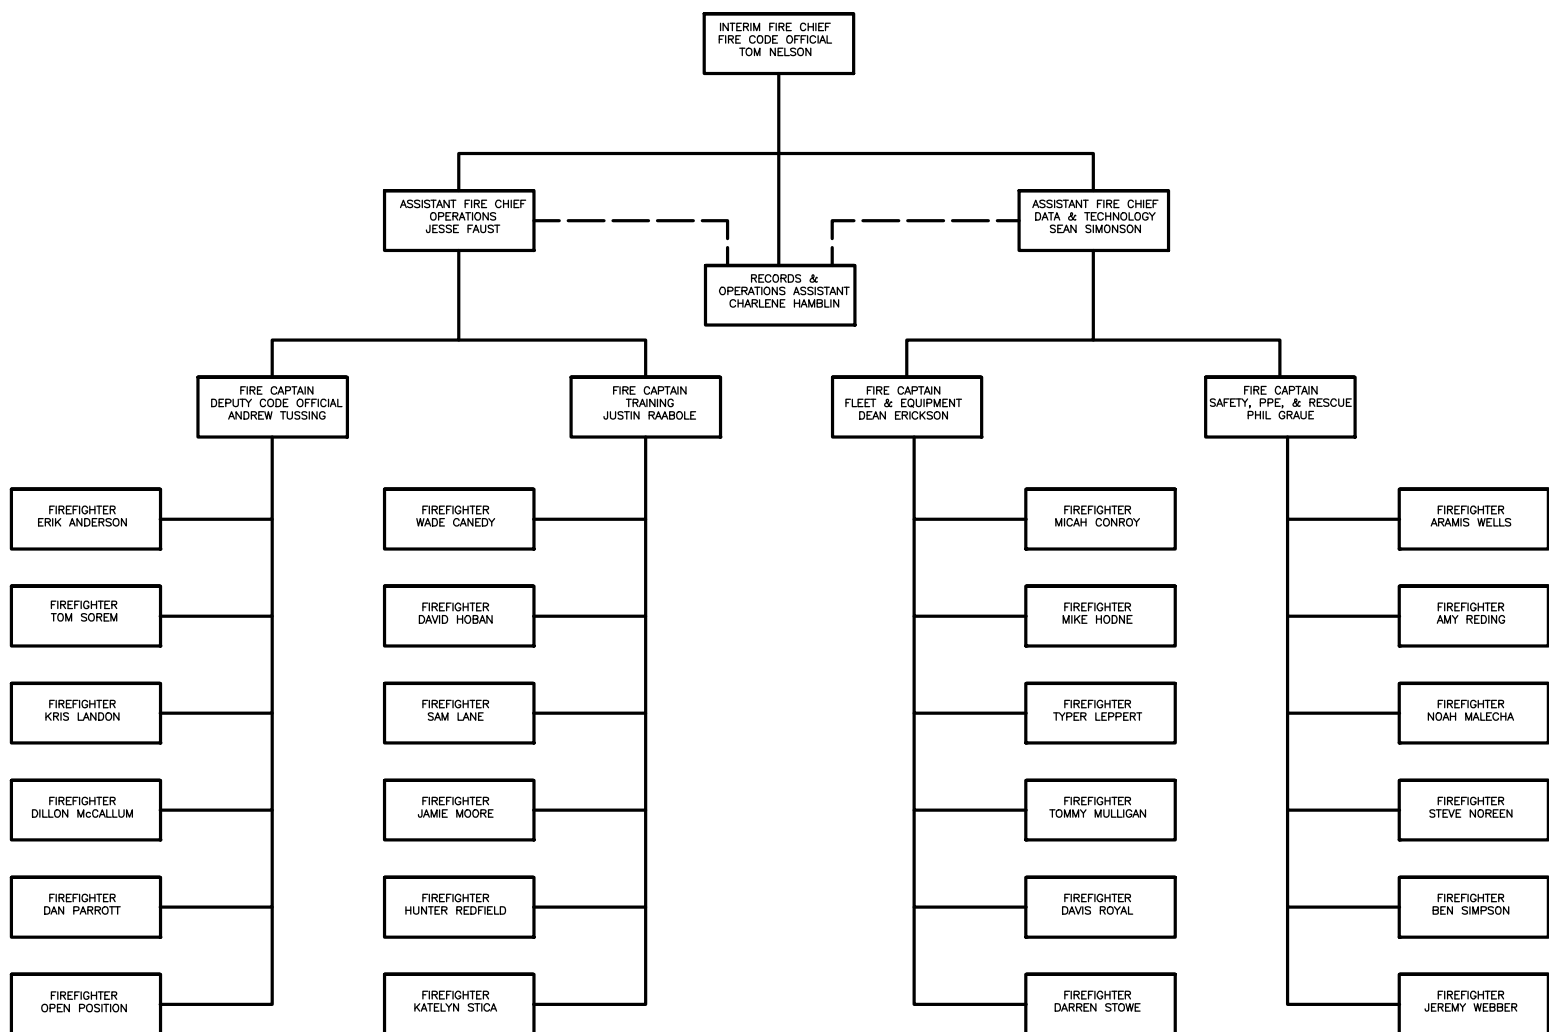 INTERIM FIRE CHIEF
FIRE CODE OFFICIAL
TOM NELSON
ASSISTANT FIRE CHIEF
OPERATIONS
JESSE FAUST
ASSISTANT FIRE CHIEF
DATA & TECHNOLOGY
SEAN SIMONSON
RECORDS &
OPERATIONS ASSISTANT
CHARLENE HAMBLIN
FIRE CAPTAIN
DEPUTY CODE OFFICIAL
ANDREW TUSSING
FIRE CAPTAIN
TRAINING
JUSTIN RAABOLE
FIRE CAPTAIN
FLEET & EQUIPMENT
DEAN ERICKSON
FIRE CAPTAIN
SAFETY, PPE, & RESCUE
PHIL GRAUE
FIREFIGHTER
ERIK ANDERSON
FIREFIGHTER
WADE CANEDY
FIREFIGHTER
MICAH CONROY
FIREFIGHTER
ARAMIS WELLS
FIREFIGHTER
TOM SOREM
FIREFIGHTER
DAVID HOBAN
FIREFIGHTER
MIKE HODNE
FIREFIGHTER
AMY REDING
FIREFIGHTER
KRIS LANDON
FIREFIGHTER
SAM LANE
FIREFIGHTER
TYPER LEPPERT
FIREFIGHTER
NOAH MALECHA
FIREFIGHTER
DILLON McCALLUM
FIREFIGHTER
JAMIE MOORE
FIREFIGHTER
TOMMY MULLIGAN
FIREFIGHTER
STEVE NOREEN
FIREFIGHTER
DAN PARROTT
FIREFIGHTER
HUNTER REDFIELD
FIREFIGHTER
DAVIS ROYAL
FIREFIGHTER
BEN SIMPSON
FIREFIGHTER
OPEN POSITION
FIREFIGHTER
KATELYN STICA
FIREFIGHTER
DARREN STOWE
FIREFIGHTER
JEREMY WEBBER